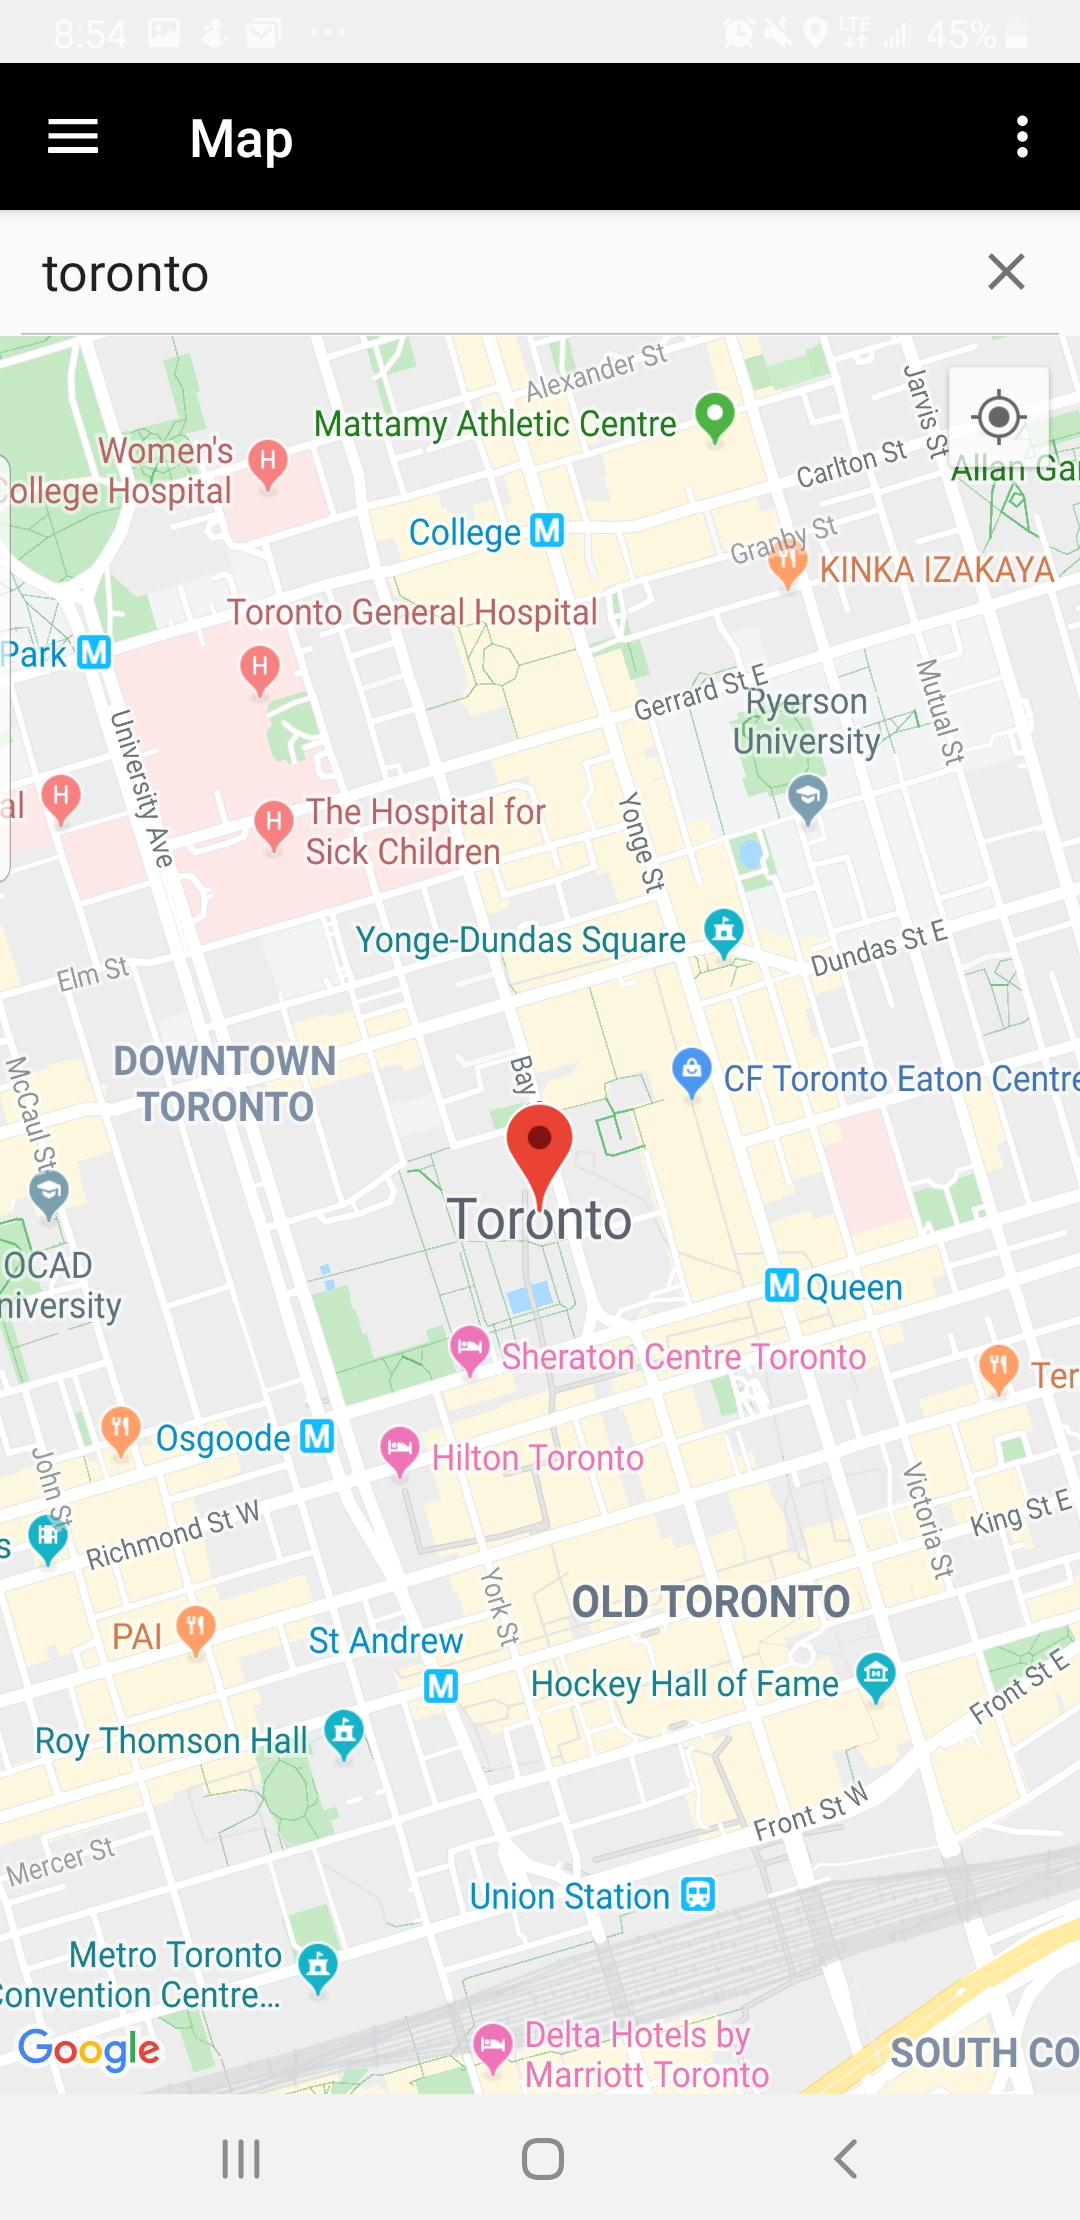 8:54
LTE
45%
Map
toronto
Alexander St
Jarvis St
Mattamy Athletic Centre
Women's
College Hospital
H
Carlton St
Allan Ga
College M
Granby St
KINKA IZAKAYA
Toronto General Hospital
H
Park M
Gerrard St E
Ryerson
University
Mutual St
University Ave
al H
H The Hospital for
Sick Children
Yonge St
Yonge-Dundas Square
Dundas St E
Elm St
DOWNTOWN
TORONTO
Bay
CF Toronto Eaton Centre
McCaul St
Toronto
OCAD
niversity
M Queen
Sheraton Centre Toronto
Ter
Osgoode M
Hilton Toronto
John St
Richmond St W
Victoria St
King St E
s
York St
OLD TORONTO
PAI
St Andrew
M
Hockey Hall of Fame
Front St E
Roy Thomson Hall
Front St W
Mercer St
Union Station
Metro Toronto
Convention Centre...
Google
Delta Hotels by
Marriott Toronto
SOUTH CO